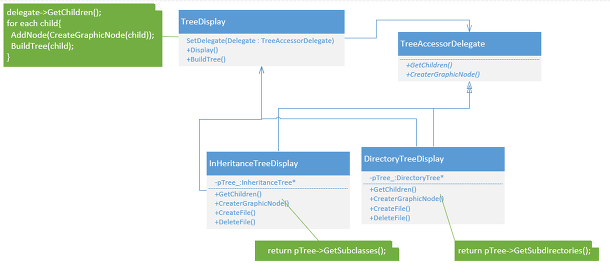 delegate->GetChildren();
for each child{
AddNode(CreateGraphicNode(child));
BuildTree(child);
}
TreeDisplay
SetDelegate(Delegate : TreeAccessorDelegate)
+Display()
+BuildTree()
TreeAccessorDelegate
+GetChildren()
+CreaterGraphicNode()
InHeritanceTreeDisplay
-pTree_:InheritanceTree*
+GetChildren()
+CreaterGraphicNode()
+CreateFile()
+DeleteFile()
DirectoryTreeDisplay
-pTree_:DirectoryTree*
+GetChildren()
+CreaterGraphicNode()
+CreateFile()
+DeleteFile()
return pTree->GetSubclasses();
return pTree->GetSubdirectories();